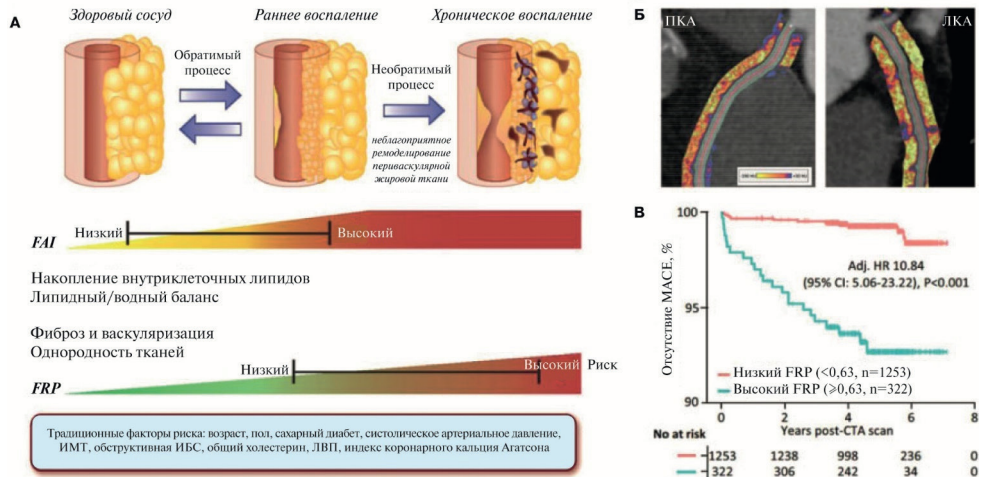 А
Здоровый сосуд
Раннее воспаление
Хроническое воспаление
Обратимый
процесс
Необратимый
процесс
неблагоприятное
ремоделирование
периваскулярной
жировой ткани
FAI
Низкий
Высокий
Накопление внутриклеточных липидов
Липидный/водный баланс
Фиброз и васкуляризация
Однородность тканей
FRP
Низкий
Высокий
Риск
Традиционные факторы риска: возраст, пол, сахарный диабет, систолическое артериальное давление,
ИМТ, обструктивная ИБС, общий холестерин, ЛВП, индекс коронарного кальция Агатсона
Б
ПКА
ЛКА
В
Отсутствие MACE, %
100
95
90
Adj. HR 10.84
(95% CI: 5.06-23.22), P<0.001
Низкий FRP (<0,63, n=1253)
Высокий FRP (≥0,63, n=322)
0 2 4 6 8
Years post-CTA scan
No at risk
1253 1238 998 236 0
322 306 242 34 0